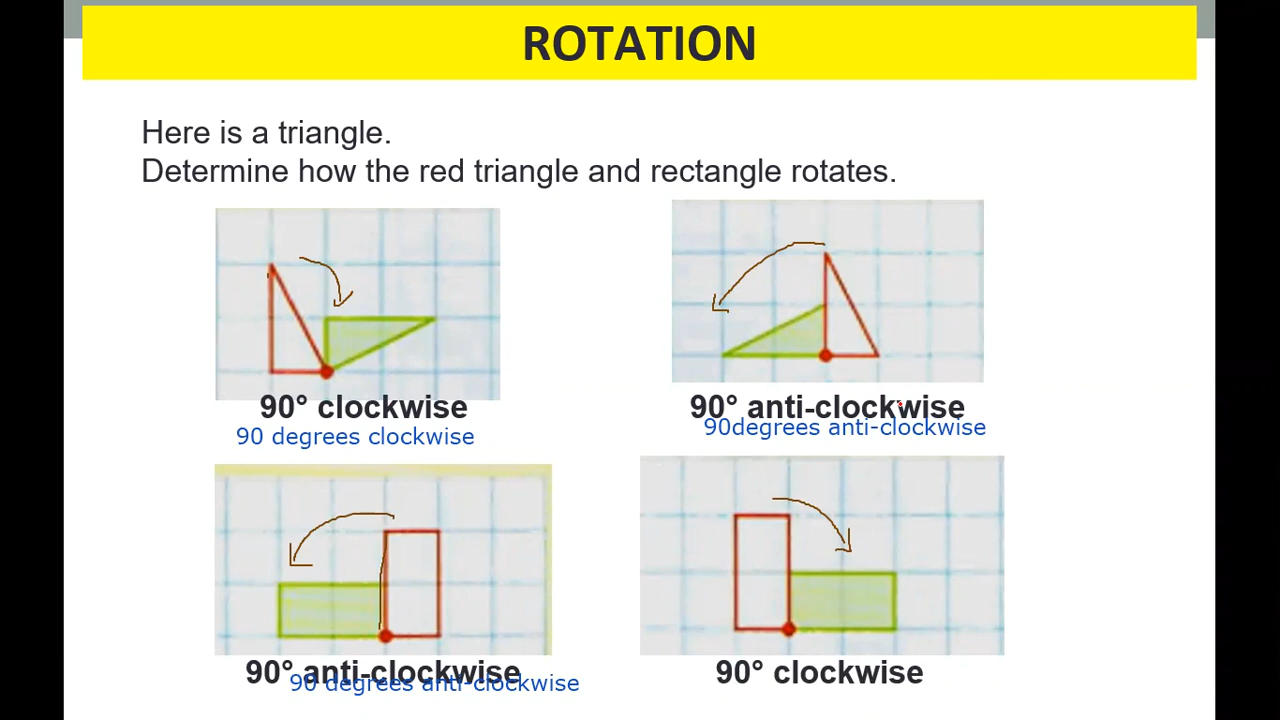 ROTATION
Here is a triangle.
Determine how the red triangle and rectangle rotates.
90° clockwise
90 degrees clockwise
90° anti-clockwise
90degrees anti-clockwise
90° anti-clockwise
90 degrees anti-clockwise
90° clockwise